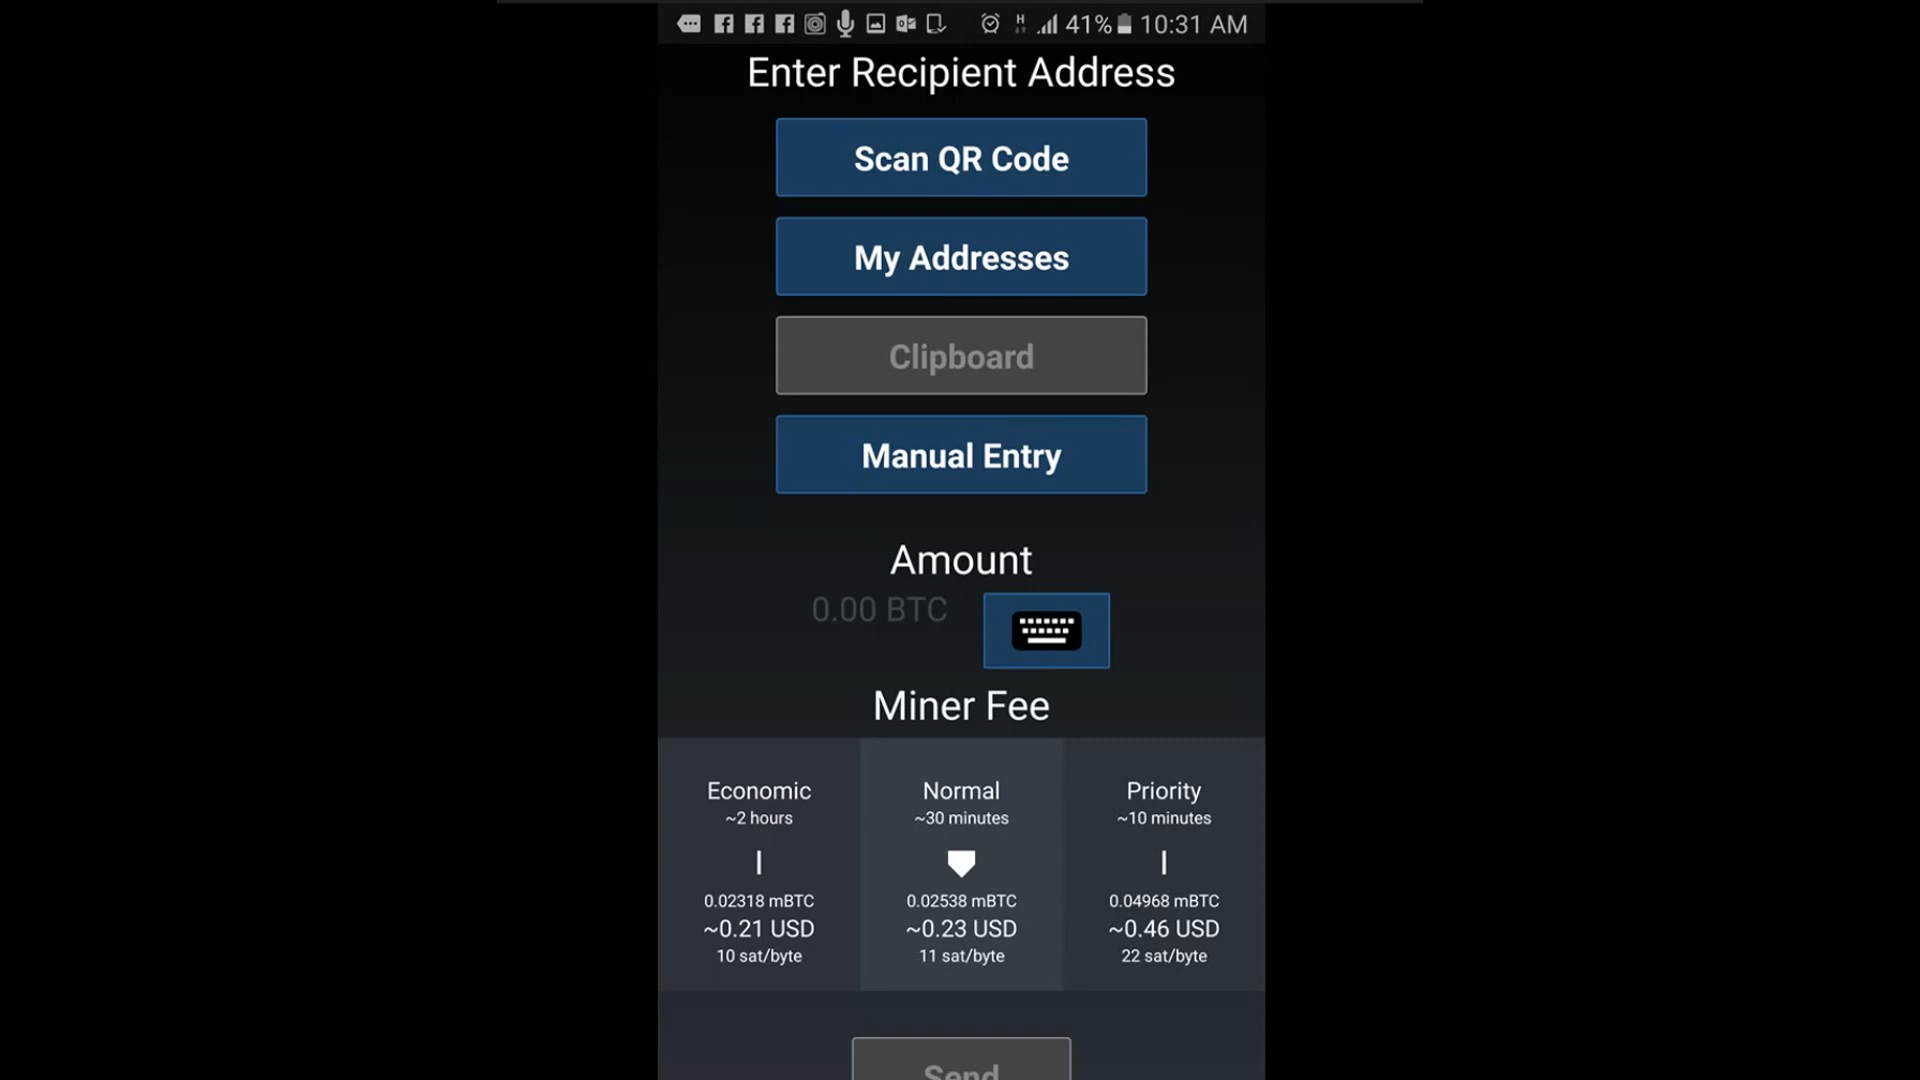 41% 10:31 AM
Enter Recipient Address
Scan QR Code
My Addresses
Clipboard
Manual Entry
Amount
0.00 BTC
Miner Fee
Economic
~2 hours
0.02318 mBTC
~0.21 USD
10 sat/byte
Normal
~30 minutes
0.02538 mBTC
~0.23 USD
11 sat/byte
Priority
~10 minutes
0.04968 mBTC
~0.46 USD
22 sat/byte
Send